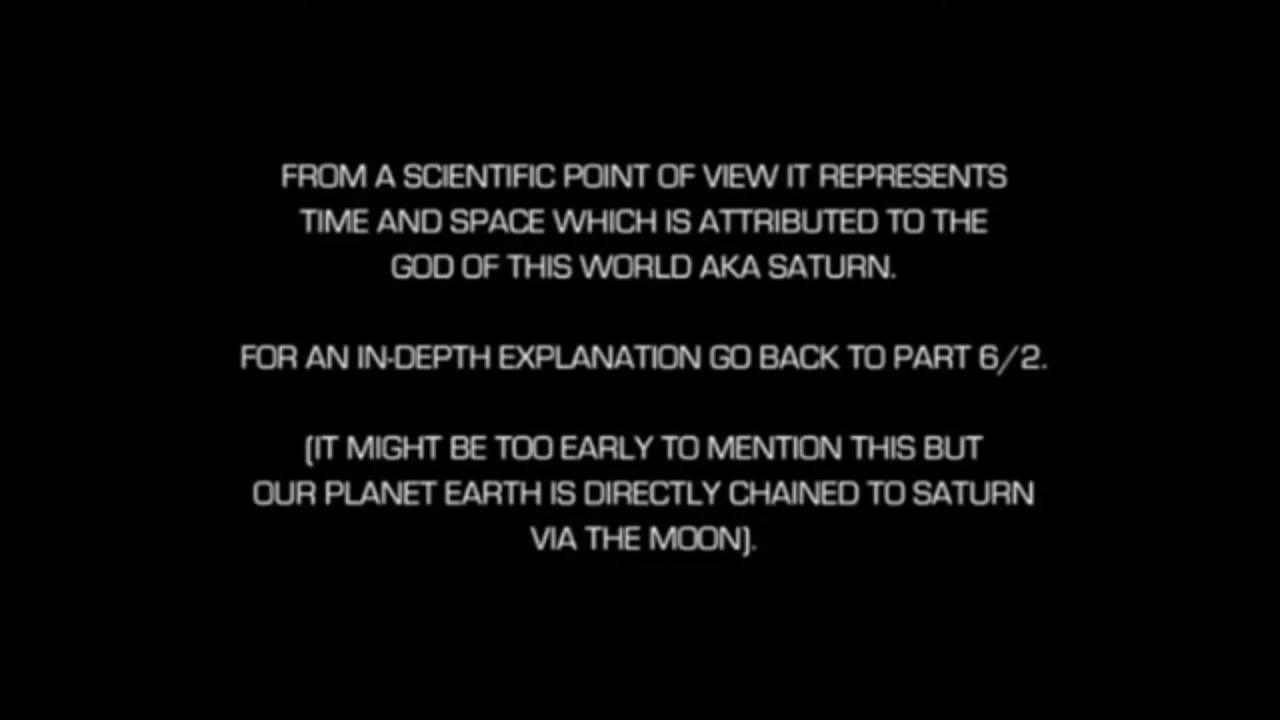 FROM A SCIENTIFIC POINT OF VIEW IT REPRESENTS
TIME AND SPACE WHICH IS ATTRIBUTED TO THE
GOD OF THIS WORLD AKA SATURN.
FOR AN IN-DEPTH EXPLANATION GO BACK TO PART 6/2.
(IT MIGHT BE TOO EARLY TO MENTION THIS BUT
OUR PLANET EARTH IS DIRECTLY CHAINED TO SATURN
VIA THE MOON).